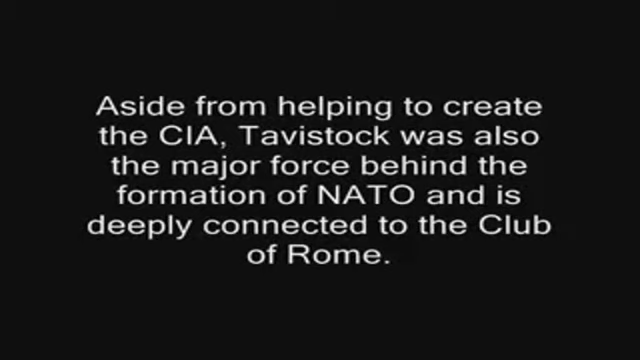 Aside from helping to create
the CIA, Tavistock was also
the major force behind the
formation of NATO and is
deeply connected to the Club
of Rome.